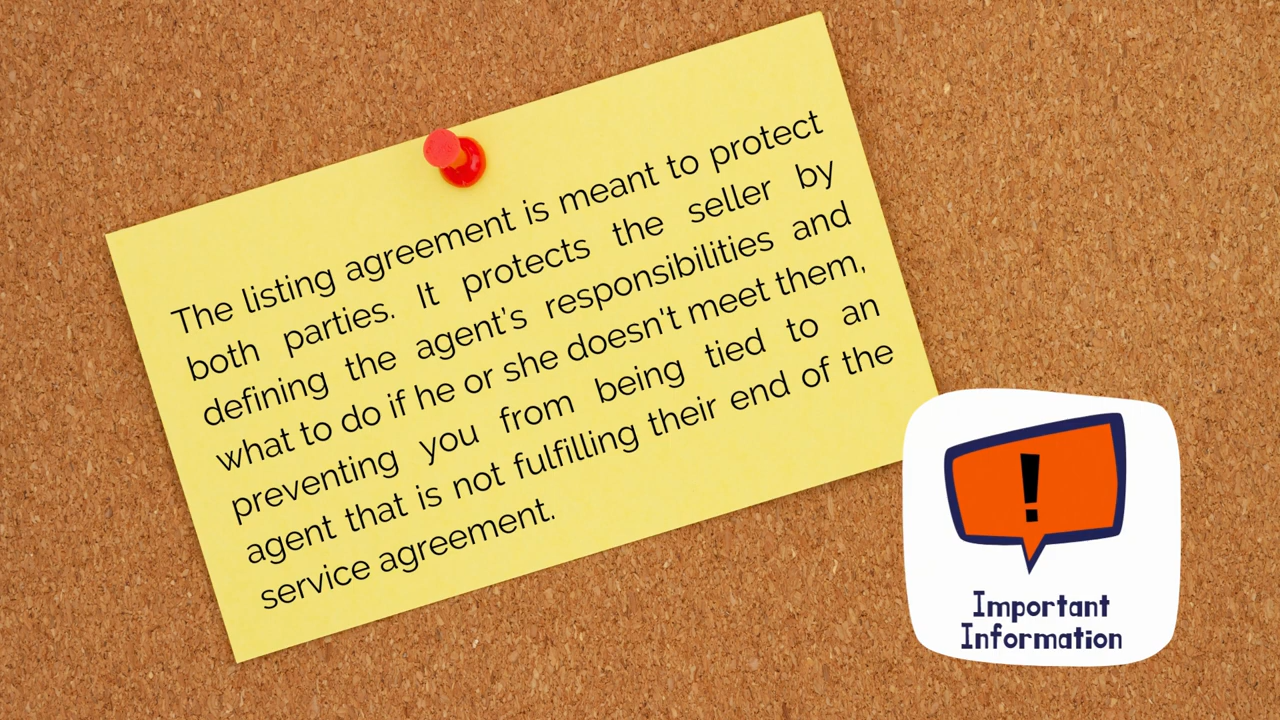 The listing agreement is meant to protect
both parties. It protects the seller by
defining the agent's responsibilities and
what to do if he or she doesn't meet them,
preventing you from being tied to an
agent that is not fulfilling their end of the
service agreement.
!
Important
Information